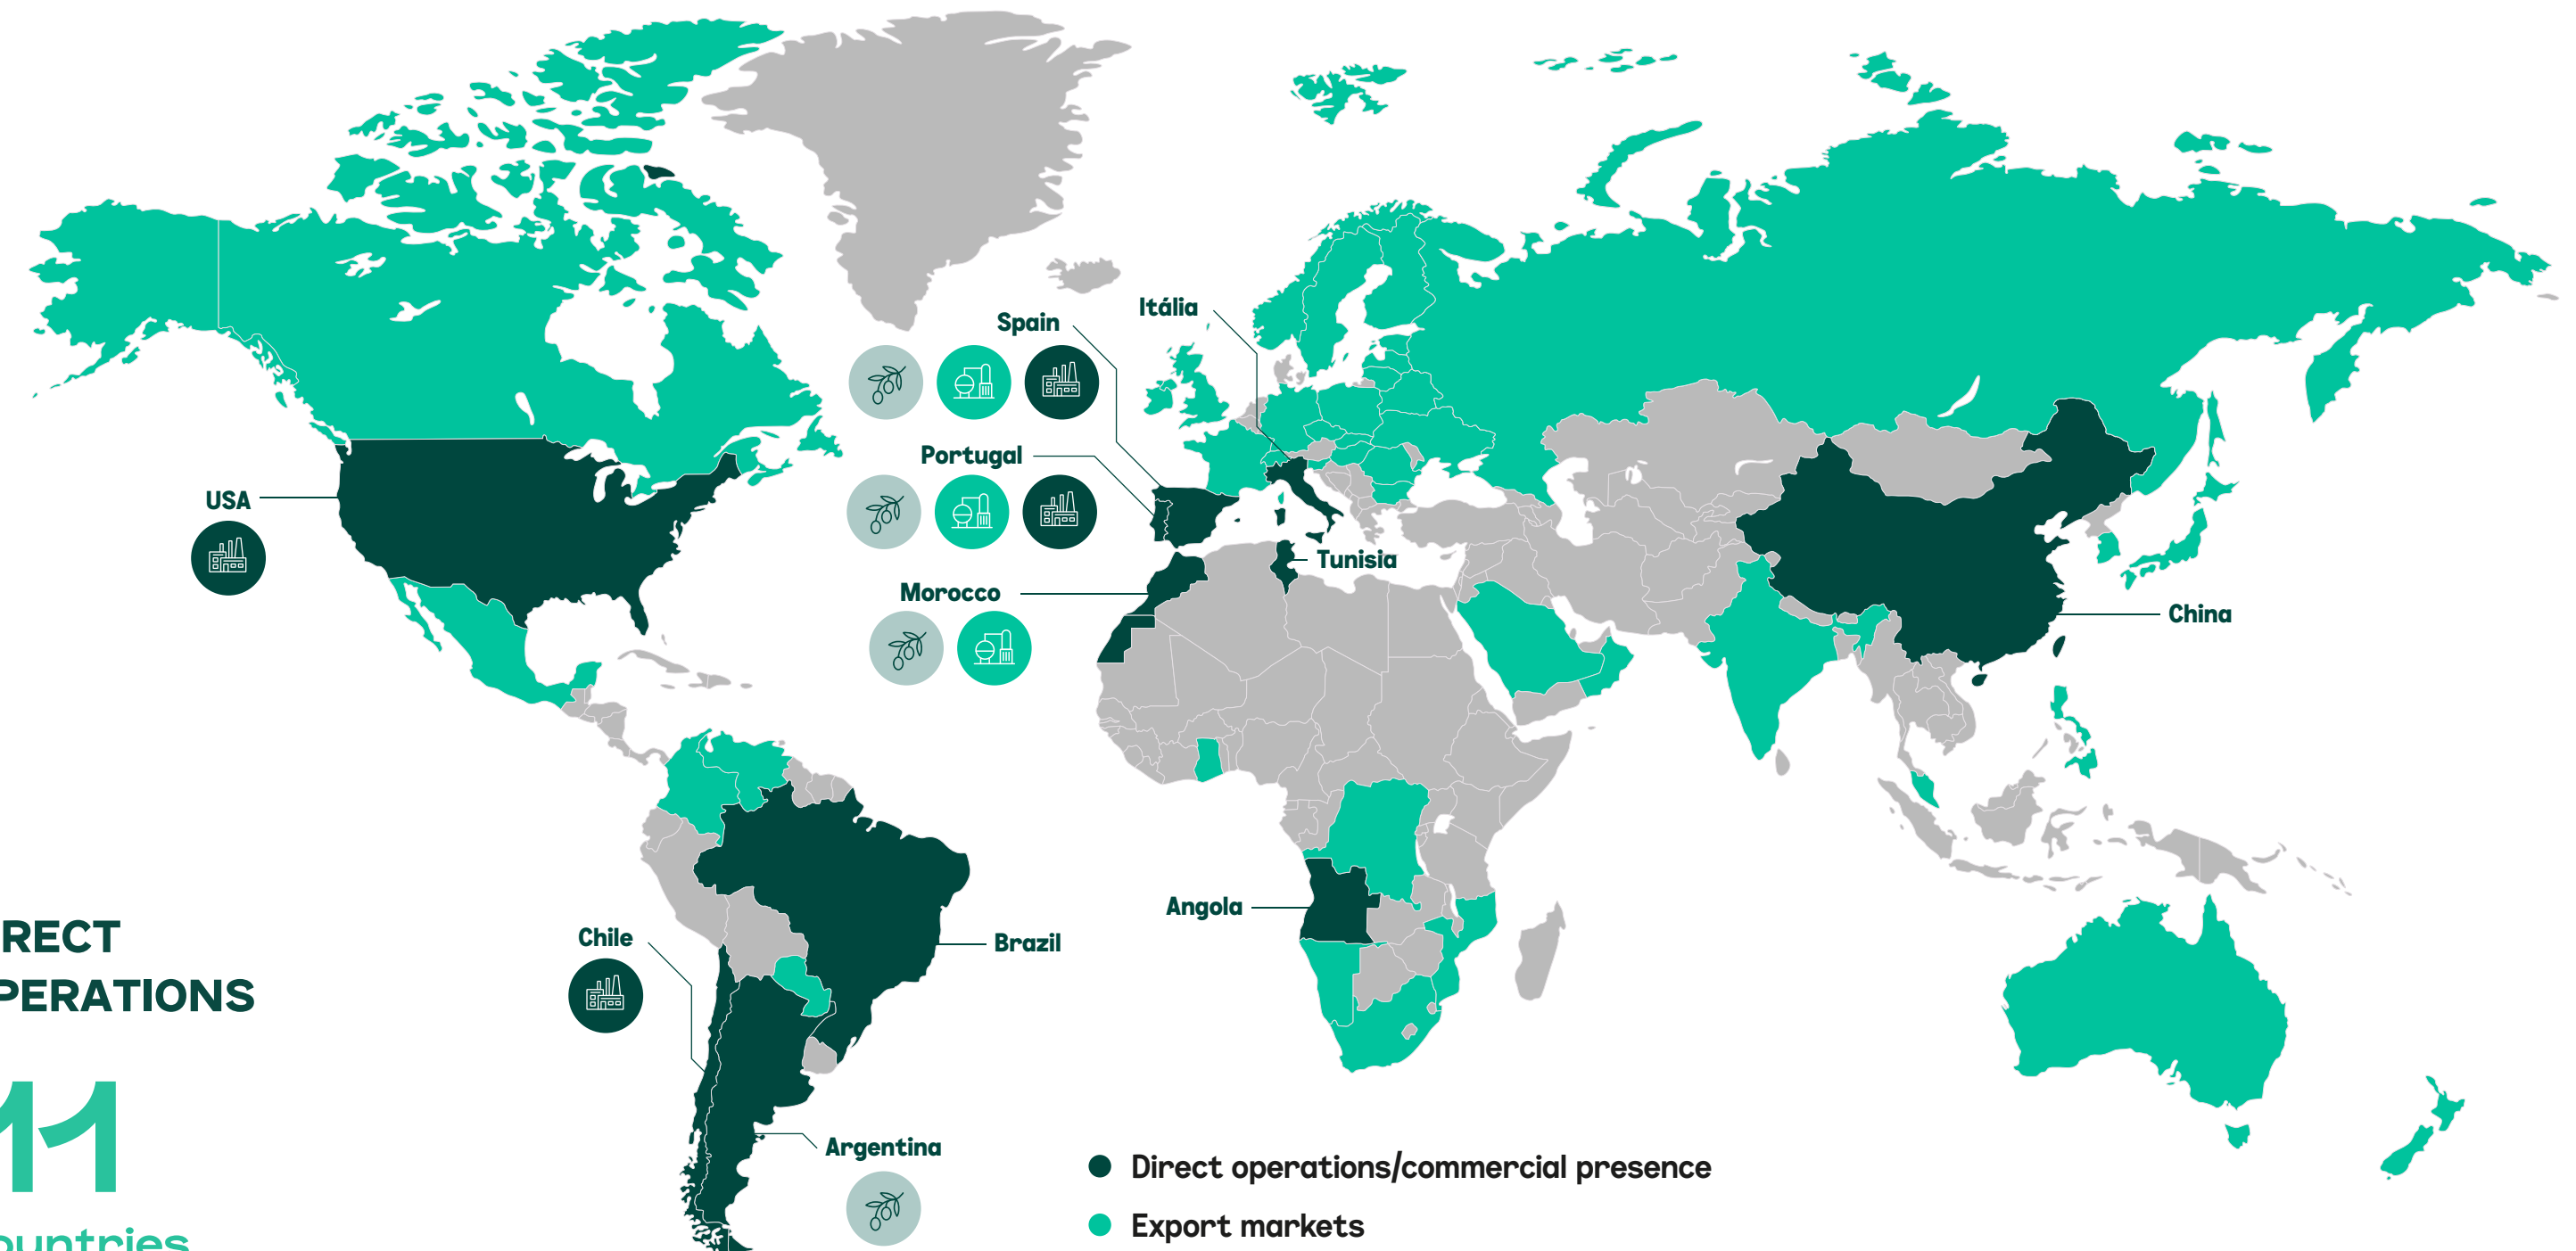 Itália
Spain
Portugal
USA
Tunisia
Morocco
China
Angola
Chile
Brazil
RECT
PERATIONS
11
ountries
Argentina
Direct operations/commercial presence
Export markets